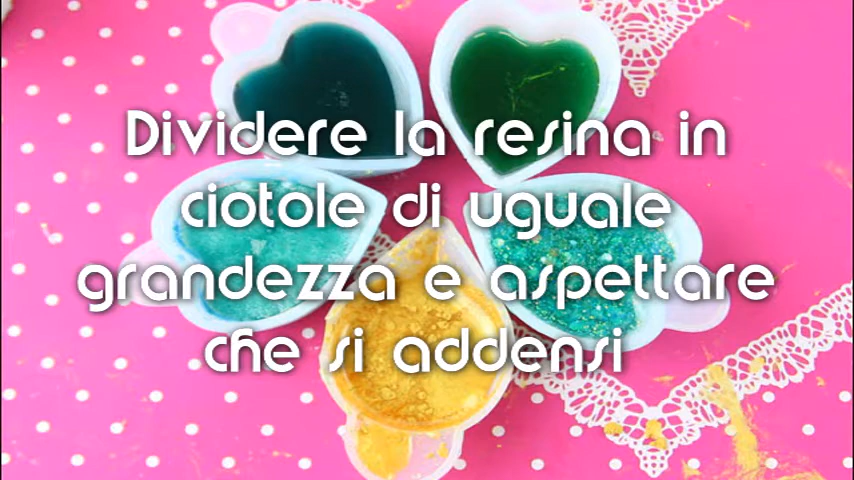 Dividere la resina in
ciotole di uguale
grandezza e aspettare
che si addensi